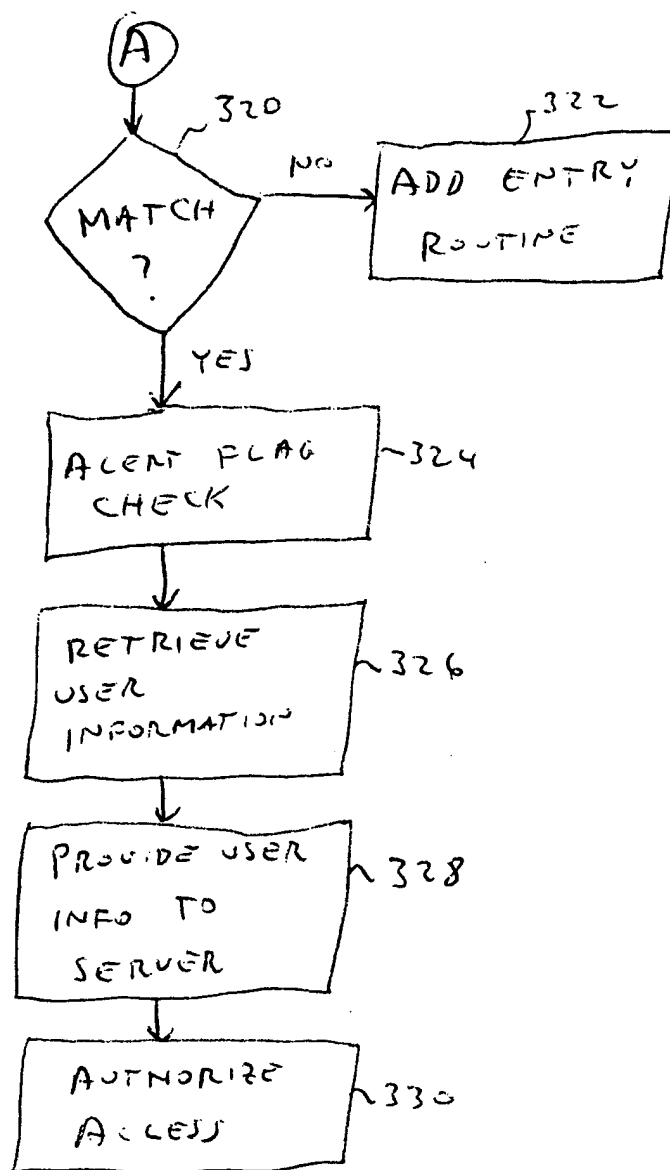 A
320
322
MATCH
?
NO
ADD ENTRY
ROUTINE
YES
ALERT FLAG
CHECK
324
RETRIEVE
USER
INFORMATION
326
PROVIDE USER
INFO TO
SERVER
328
AUTHORIZE
ACCESS
330